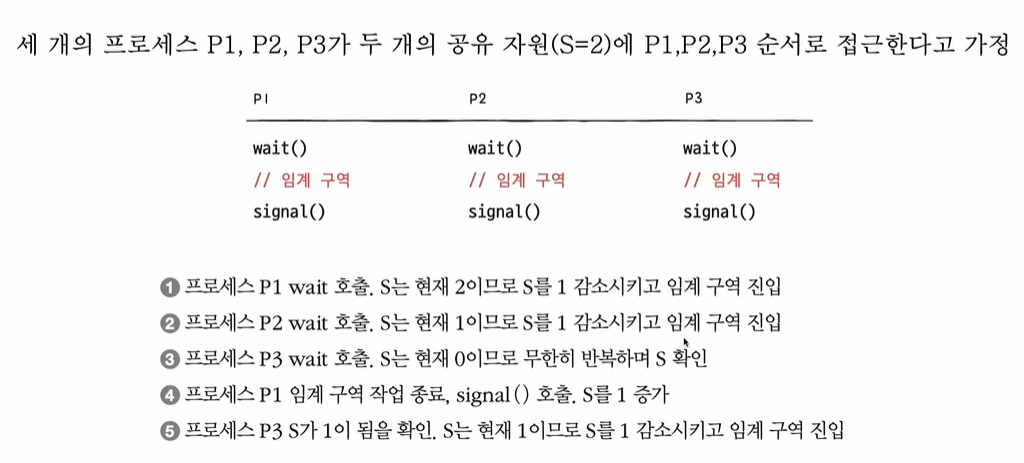 세 개의 프로세스 P1, P2, P3가 두 개의 공유 자원(S=2)에 P1,P2,P3 순서로 접근한다고 가정
P1 P2 P3
wait() wait() wait()
// 임계 구역 // 임계 구역 // 임계 구역
signal() signal() signal()
1 프로세스 P1 wait 호출. S는 현재 2이므로 S를 1 감소시키고 임계 구역 진입
2 프로세스 P2 wait 호출. S는 현재 1이므로 S를 1 감소시키고 임계 구역 진입
3 프로세스 P3 wait 호출. S는 현재 0이므로 무한히 반복하며 S 확인
4 프로세스 P1 임계 구역 작업 종료, signal() 호출. S를 1 증가
5 프로세스 P3 S가 1이 됨을 확인. S는 현재 1이므로 S를 1 감소시키고 임계 구역 진입